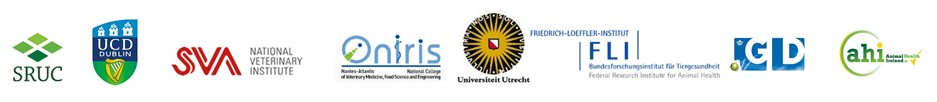 SRUC
UCD
DUBLIN
SVA
NATIONAL
VETERINARY
INSTITUTE
Oniris
Nantes-Atlantic National College
of Veterinary Medicine, Food Science and Engineering
Universiteit Utrecht
FRIEDRICH-LOEFFLER-INSTITUT
FLI
Bundesforschungsinstitut für Tiergesundheit
Federal Research Institute for Animal Health
GD
ahi
Animal Health
Ireland